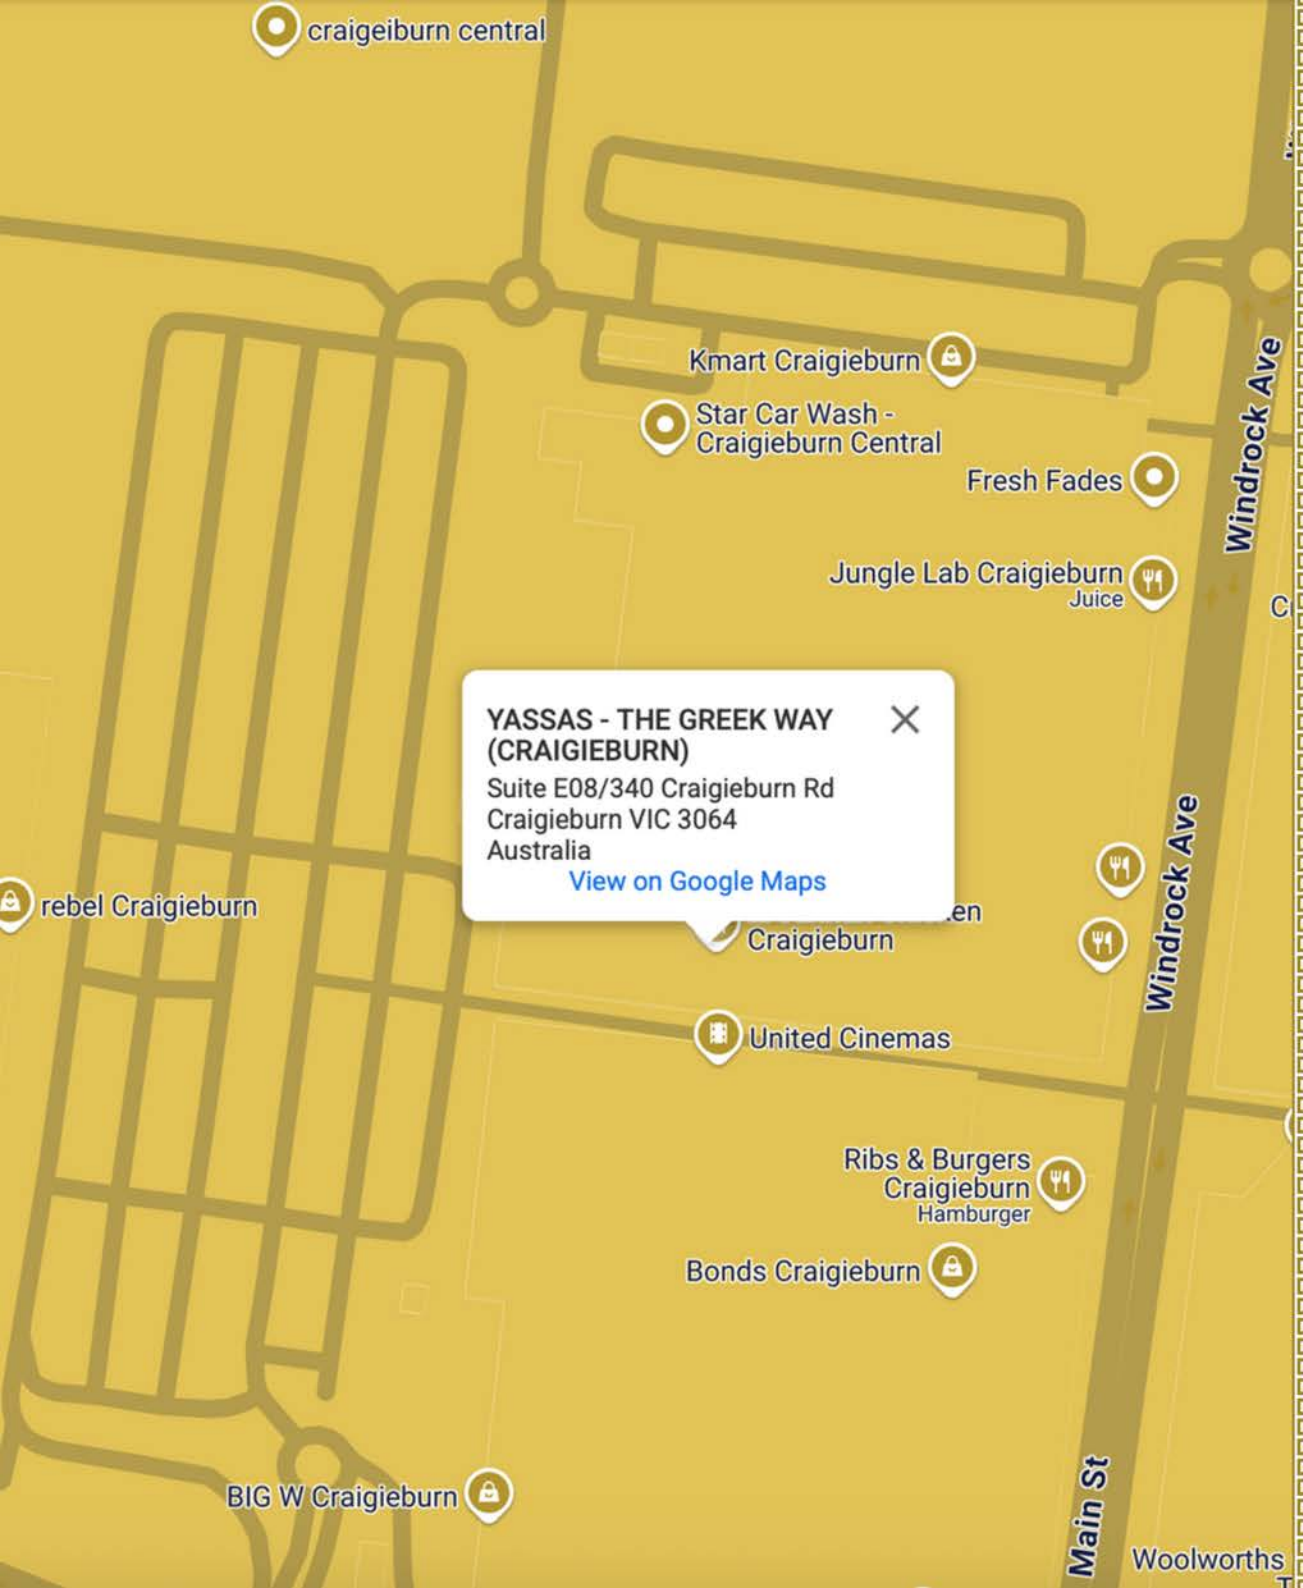 craigeiburn central
Kmart Craigieburn
Star Car Wash -
Craigieburn Central
Windrock Ave
Fresh Fades
Jungle Lab Craigieburn
Juice
YASSAS - THE GREEK WAY
(CRAIGIEBURN)
Suite E08/340 Craigieburn Rd
Craigieburn VIC 3064
Australia
View on Google Maps
Windrock Ave
rebel Craigieburn
Craigieburn
United Cinemas
Ribs & Burgers
Craigieburn
Hamburger
Bonds Craigieburn
BIG W Craigieburn
Main St
Woolworths